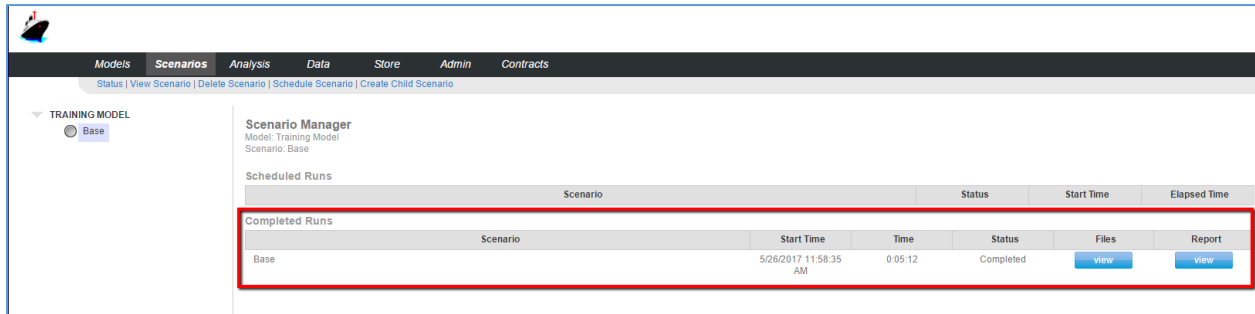 Models Scenarios Analysis Data Store Admin Contracts
Status | View Scenario | Delete Scenario | Schedule Scenario | Create Child Scenario
TRAINING MODEL
Base
Scenario Manager
Model: Training Model
Scenario: Base
Scheduled Runs
Scenario Status Start Time Elapsed Time
Completed Runs
Scenario Start Time Time Status Files Report
Base 5/26/2017 11:58:35 0:05:12 Completed view view
AM